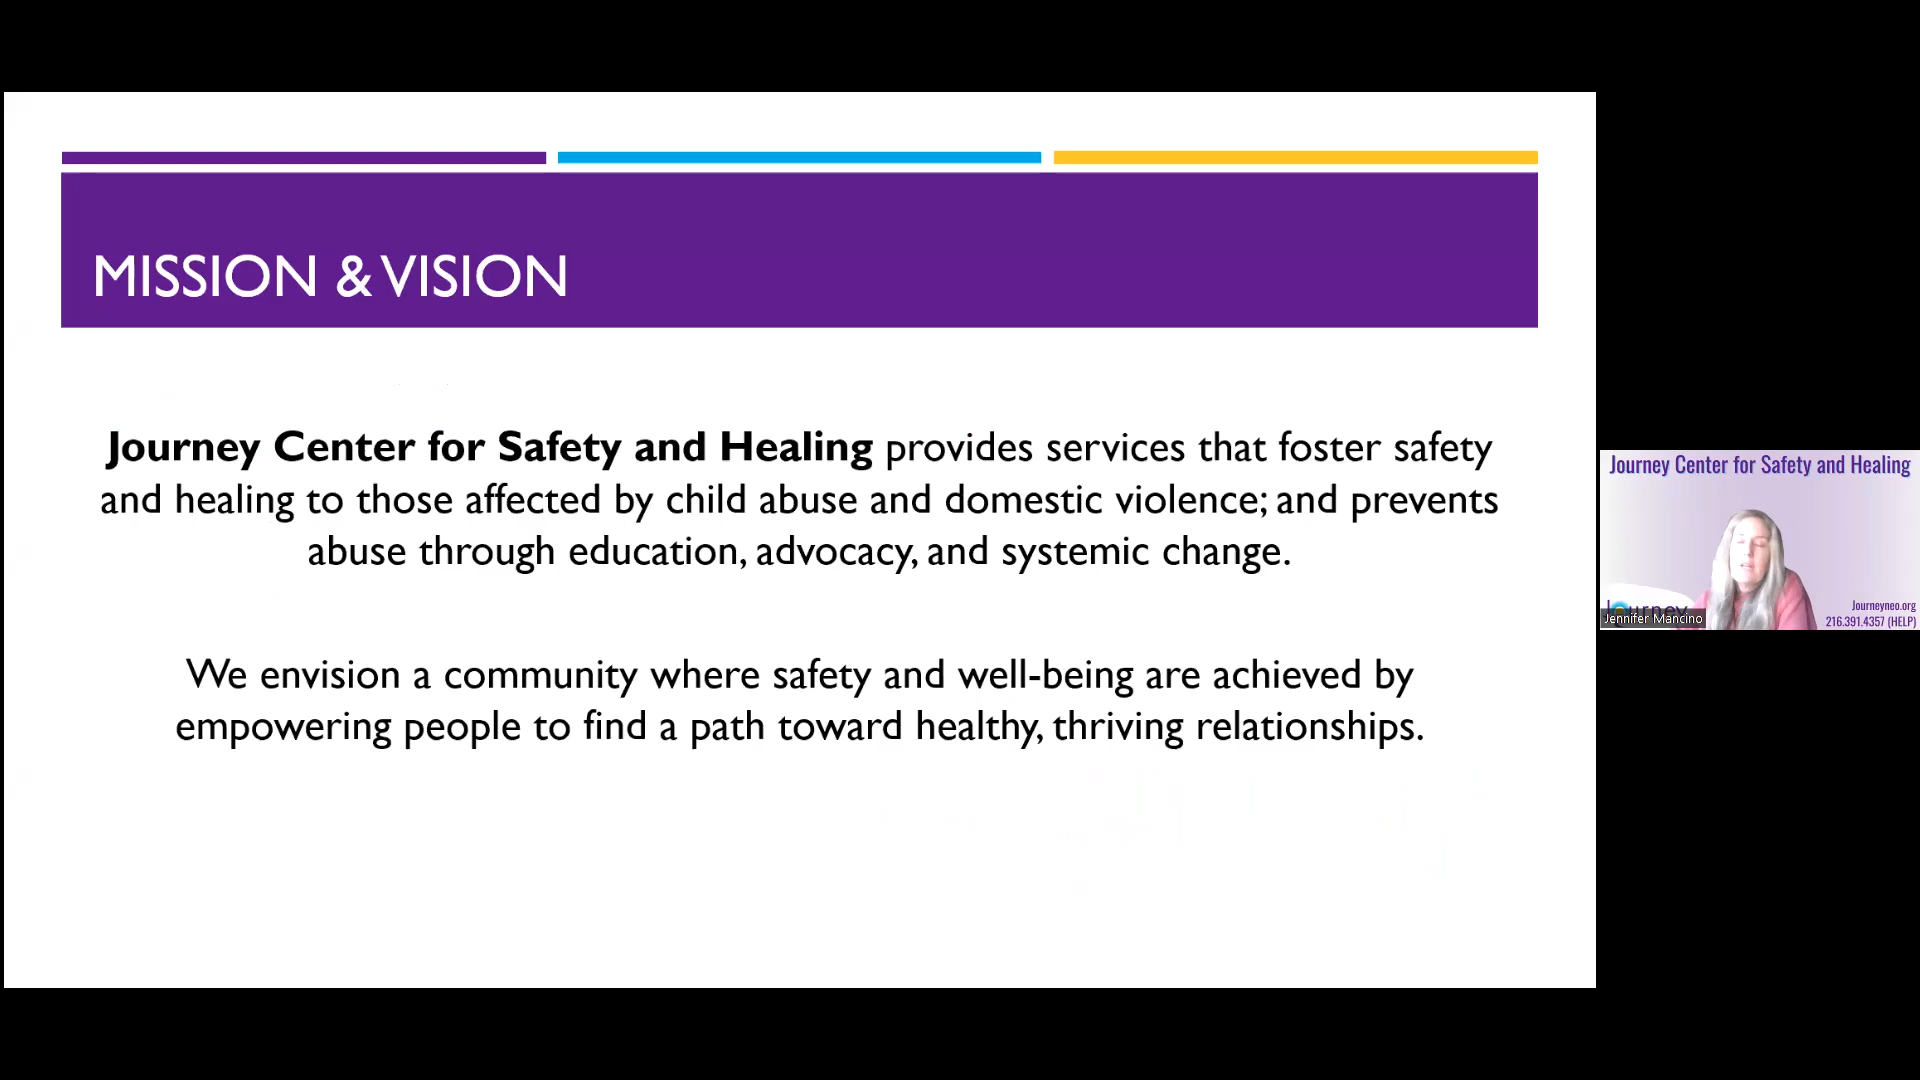 MISSION & VISION
Journey Center for Safety and Healing provides services that foster safety
and healing to those affected by child abuse and domestic violence; and prevents
abuse through education, advocacy, and systemic change.
We envision a community where safety and well-being are achieved by
empowering people to find a path toward healthy, thriving relationships.
Journey Center for Safety and Healing
Journey
Jennifer Mancino
Journeyneo.org
216.391.4357 (HELP)